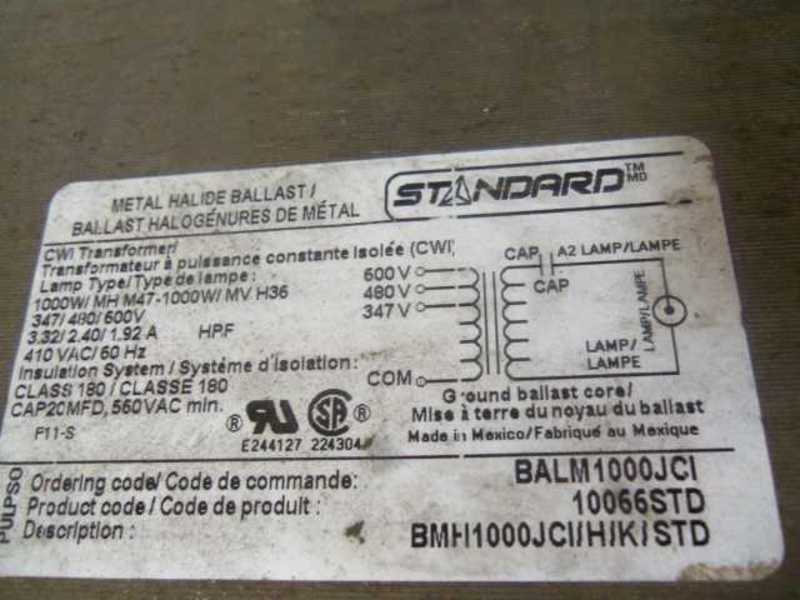 METAL HALIDE BALLAST /
BALLAST HALOGÉNURES DE MÉTAL
STANDARD TM MD
CWI Transformer/
Transformateur à puissance constante isolée (CWI)
Lamp Type/Type de lampe :
1000W/ MH M47-1000W/ MV H36
347/ 480/ 600V
3.32/ 2.40/ 1.92 A HPF
410 VAC/ 60 Hz
Insulation System / Système d'isolation :
CLASS 180 / CLASSE 180
CAP20MFD, 560VAC min.
F11-S
® ®
E244127 224304
600 V
480 V
347 V
COM
CAP A2 LAMP/LAMPE
CAP
LAMP/LAMPE
LAMP/
LAMPE
Ground ballast core/
Mise à terre du noyau du ballast
Made in Mexico/Fabriqué au Mexique
PULPSO
Ordering code/ Code de commande: BALM1000JCI
Product code / Code de produit : 10066STD
Description : BMH1000JCI/H/K/STD